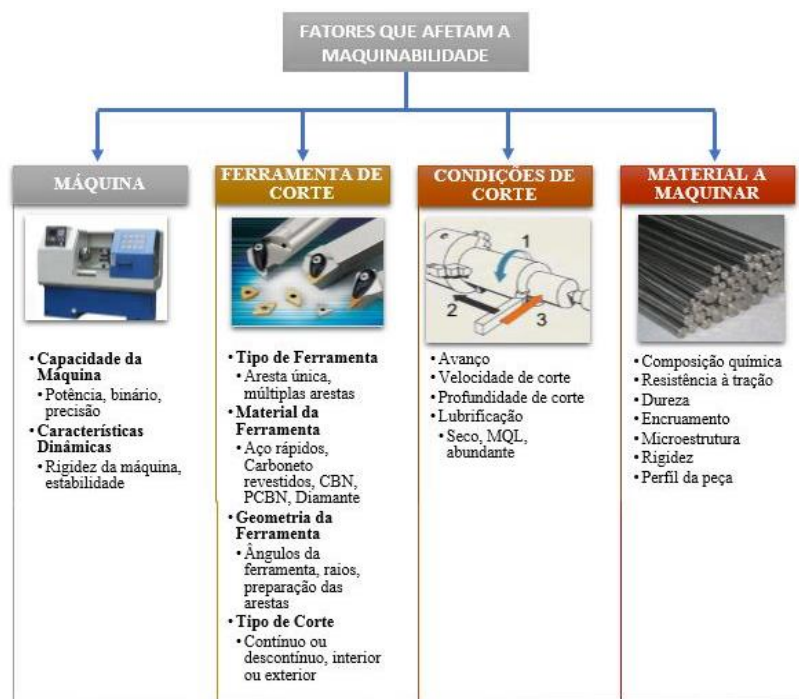 FATORES QUE AFETAM A
MAQUINABILIDADE
MÁQUINA
• Capacidade da
Máquina
• Potência, binário,
precisão
• Características
Dinâmicas
• Rigidez da máquina,
estabilidade
FERRAMENTA DE
CORTE
• Tipo de Ferramenta
• Aresta única,
múltiplas arestas
• Material da
Ferramenta
• Aço rápidos,
Carboneto
revestidos, CBN,
PCBN, Diamante
• Geometria da
Ferramenta
• Ângulos da
ferramenta, raios,
preparação das
arestas
• Tipo de Corte
• Contínuo ou
descontínuo, interior
ou exterior
CONDIÇÕES DE
CORTE
1
2
3
• Avanço
• Velocidade de corte
• Profundidade de corte
• Lubrificação
• Seco, MQL,
abundante
MATERIAL A
MAQUINAR
• Composição química
• Resistência à tração
• Dureza
• Encruamento
• Microestrutura
• Rigidez
• Perfil da peça